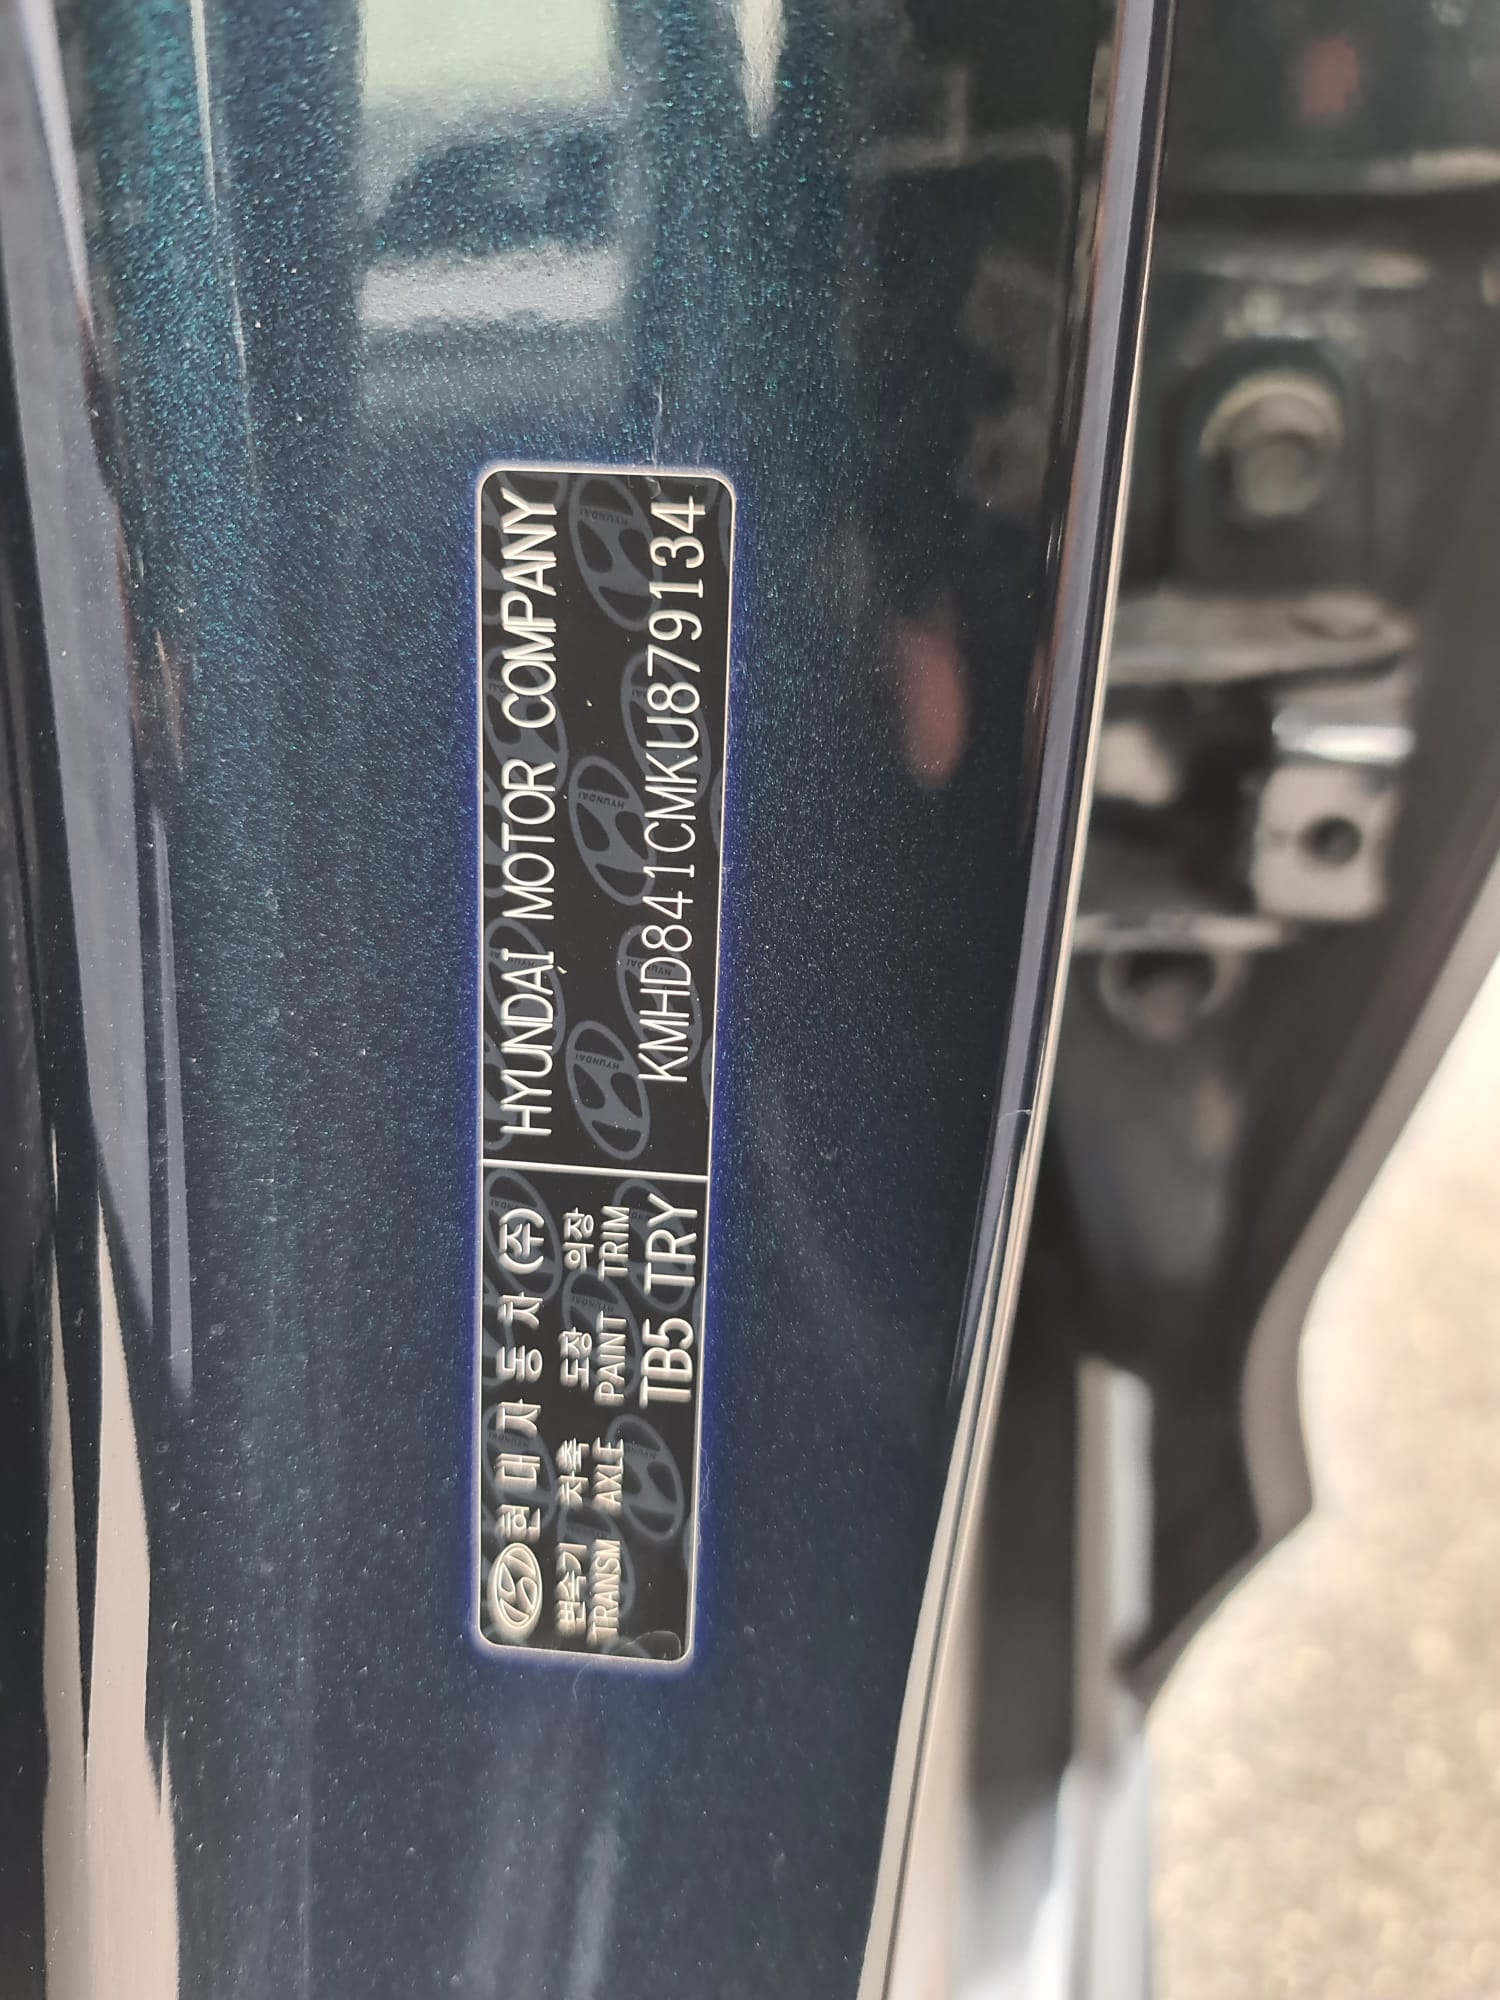 현 대 자 동 차 (주)
HYUNDAI MOTOR COMPANY
변속기 차축 도장 의장
TRANSM AXLE PAINT TRIM
TB5 TRY
KMHD841CMKU879134